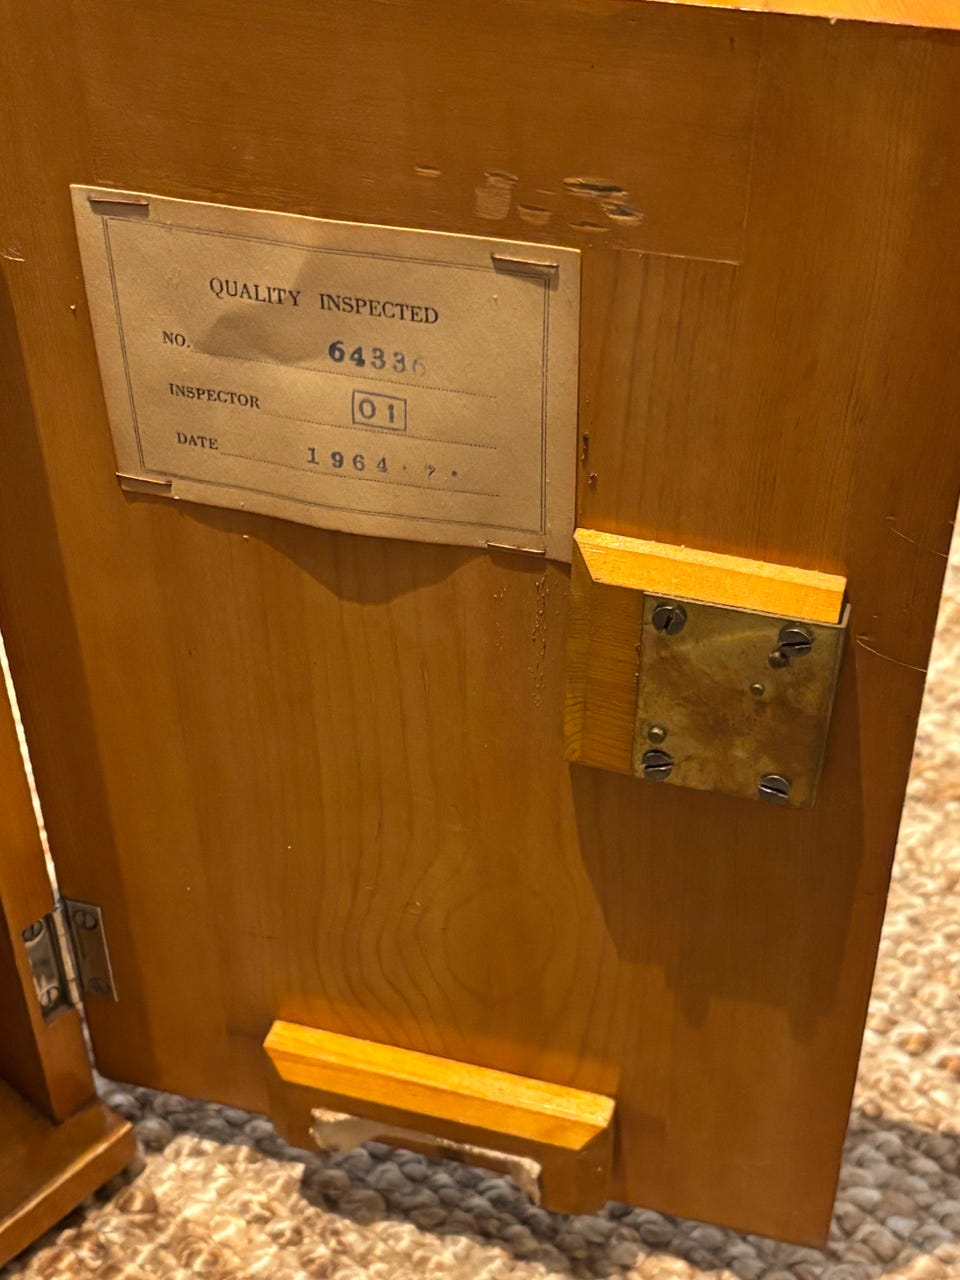 QUALITY INSPECTED
NO. 64336
INSPECTOR 01
DATE 1964 . ? .